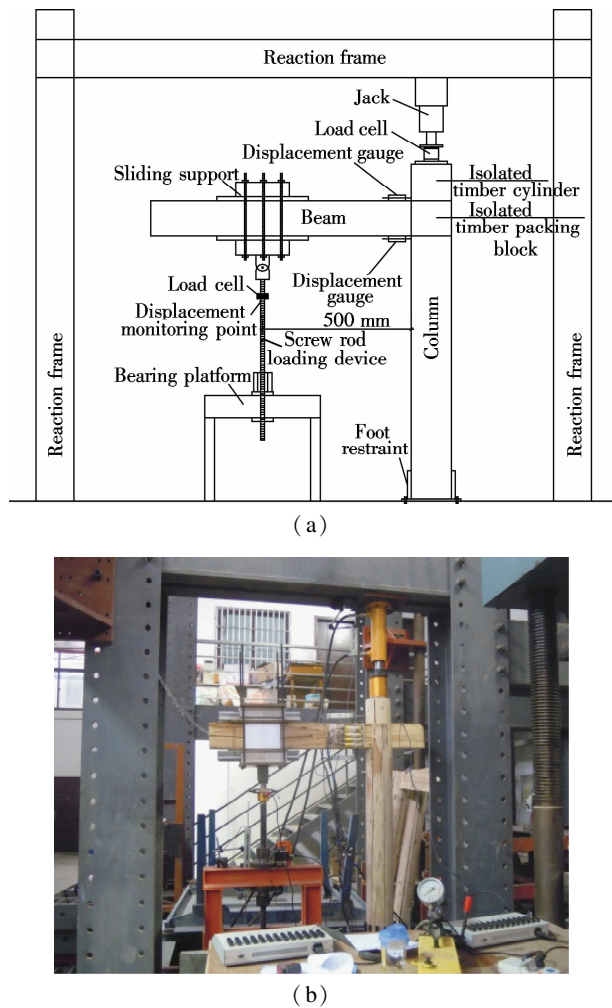 Reaction frame
Jack
Load cell
Displacement gauge
Sliding support
Isolated
timber cylinder
Beam
Isolated
timber packing
block
Load cell
Displacement
monitoring point
Displacement
gauge
500 mm
Screw rod
loading device
Column
Bearing platform
Foot
restraint
Reaction frame
Reaction frame
(a)
(b)